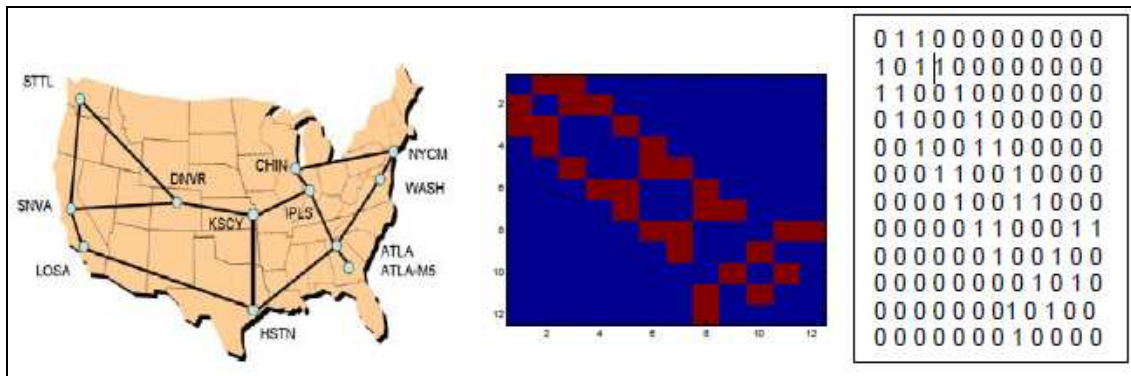 STTL
SNVA
LOSA
DNVR
KSCY
HSTN
CHIN
IPLS
NYCM
WASH
ATLA
ATLA-M5
2
4
6
8
10
12
2
4
6
8
10
12
0 1 1 0 0 0 0 0 0 0 0 0
1 0 1 1 0 0 0 0 0 0 0 0
1 1 0 0 1 0 0 0 0 0 0 0
0 1 0 0 0 1 0 0 0 0 0 0
0 0 1 0 0 1 1 0 0 0 0 0
0 0 0 1 1 0 0 1 0 0 0 0
0 0 0 0 1 0 0 1 1 0 0 0
0 0 0 0 0 1 1 0 0 0 1 1
0 0 0 0 0 0 1 0 0 1 0 0
0 0 0 0 0 0 0 0 1 0 1 0
0 0 0 0 0 0 0 1 0 1 0 0
0 0 0 0 0 0 0 1 0 0 0 0